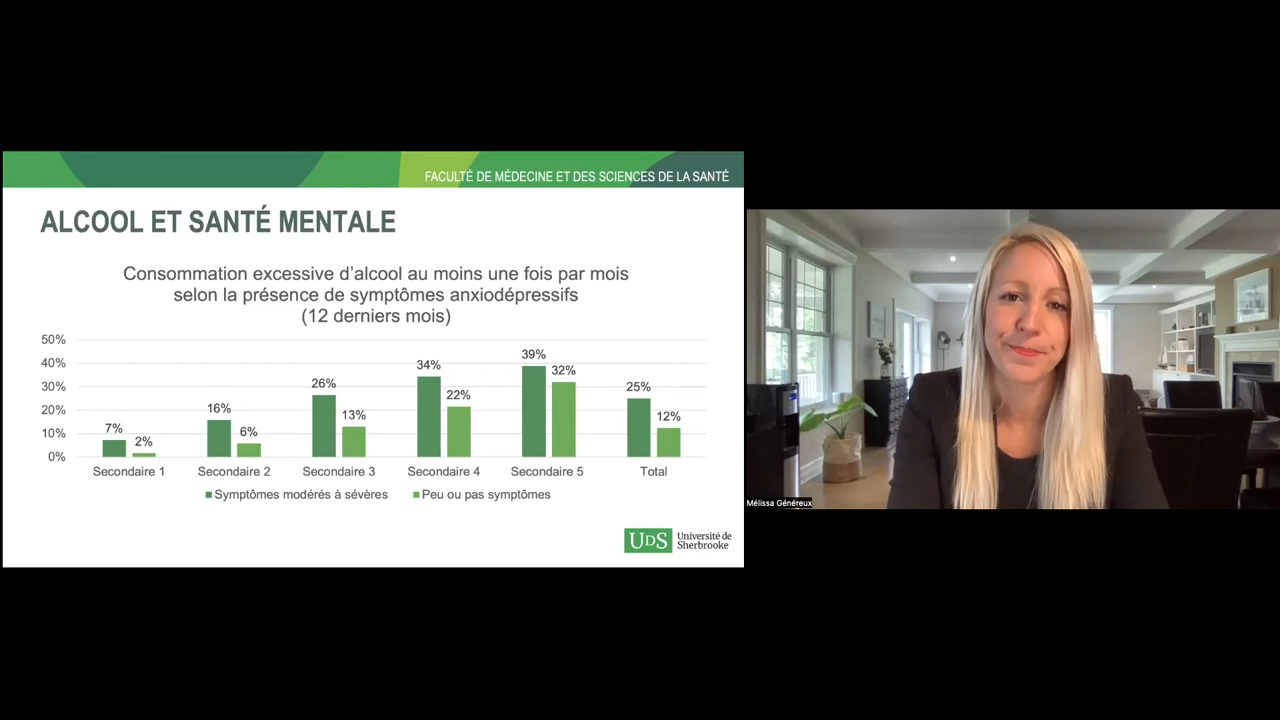 FACULTÉ DE MÉDECINE ET DES SCIENCES DE LA SANTÉ
ALCOOL ET SANTÉ MENTALE
Consommation excessive d'alcool au moins une fois par mois
selon la présence de symptômes anxiodépressifs
(12 derniers mois)
50%
40%
30%
20%
10%
0%
7%
2%
16%
6%
26%
13%
34%
22%
39%
32%
25%
12%
Secondaire 1
Secondaire 2
Secondaire 3
Secondaire 4
Secondaire 5
Total
Symptômes modérés à sévères
Peu ou pas symptômes
UDS
Université de
Sherbrooke
Mélissa Généreux